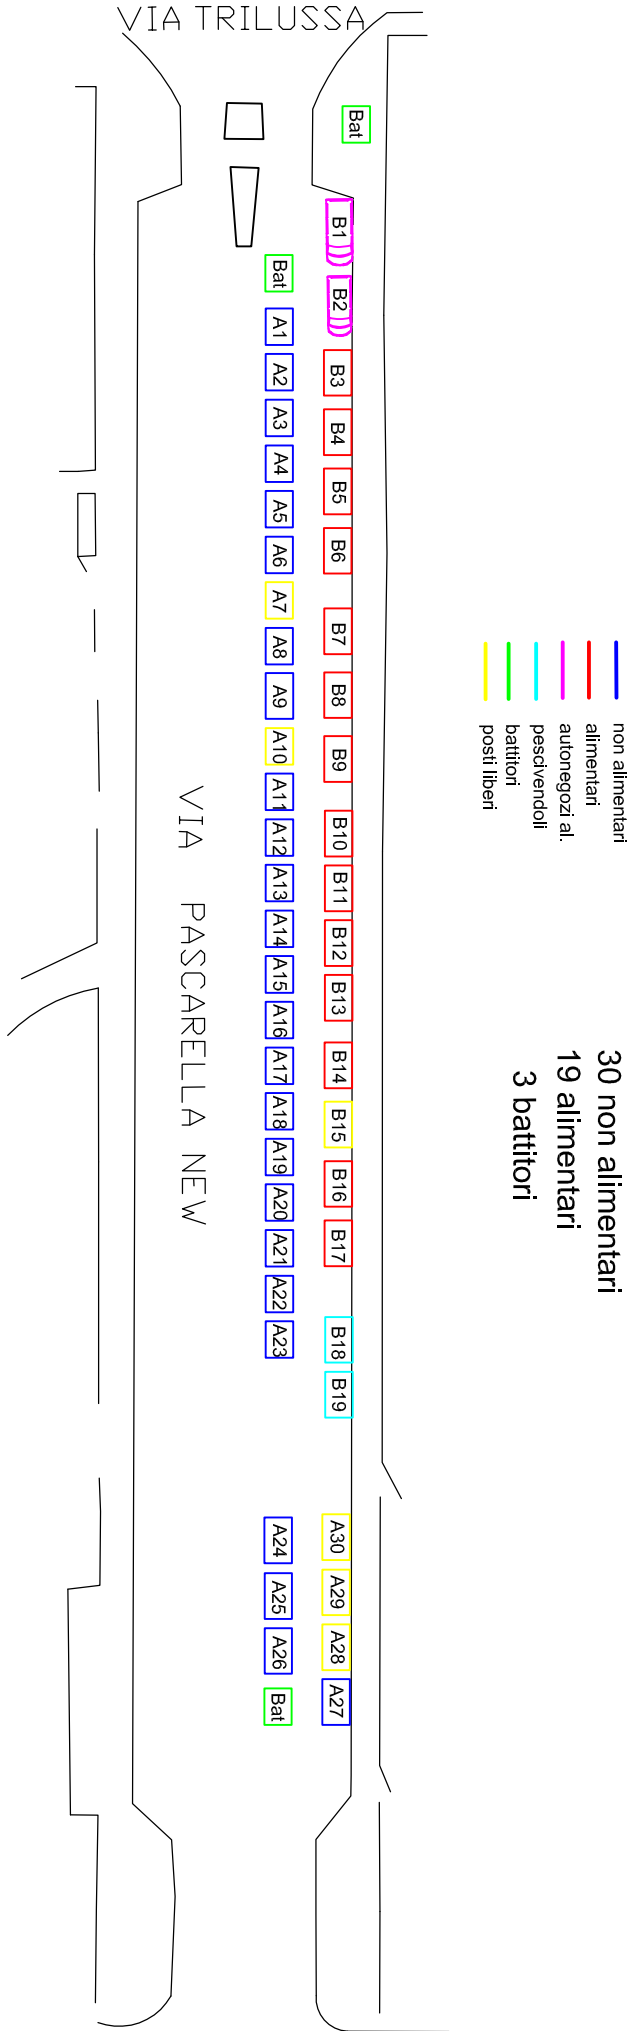 VIA TRILUSSA
Bat
B1
B2
B3
B4
B5
B6
B7
B8
B9
B10
B11
B12
B13
B14
B15
B16
B17
B18
B19
A30
A29
A28
A27
Bat
A1
A2
A3
A4
A5
A6
A7
A8
A9
A10
A11
A12
A13
A14
A15
A16
A17
A18
A19
A20
A21
A22
A23
A24
A25
A26
Bat
VIA PASCARELLA NEW
non alimentari
alimentari
autonegozi al.
pescivendoli
battitori
posti liberi
30 non alimentari
19 alimentari
3 battitori